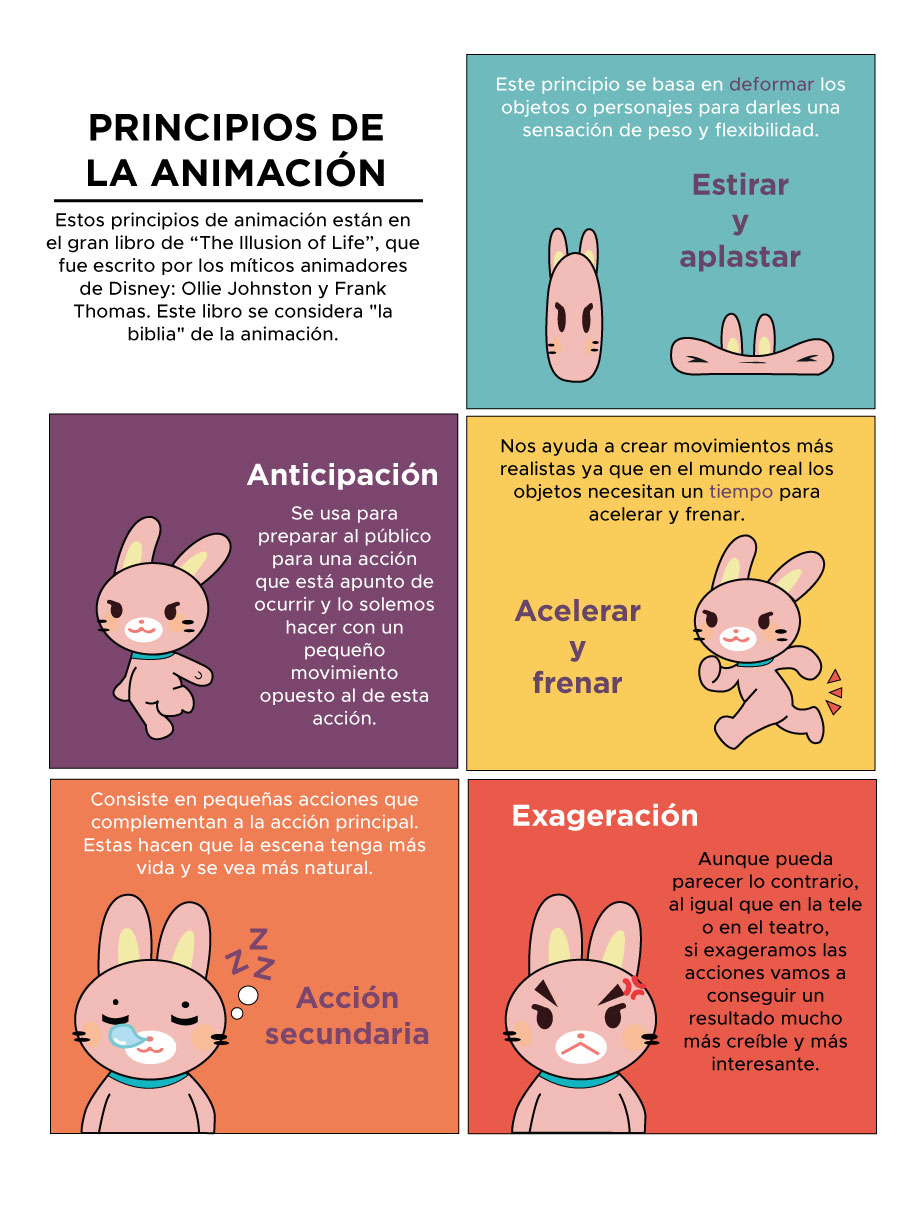 PRINCIPIOS DE
LA ANIMACIÓN
Estos principios de animación están en
el gran libro de “The Illusion of Life”, que
fue escrito por los míticos animadores
de Disney: Ollie Johnston y Frank
Thomas. Este libro se considera "la
biblia" de la animación.
Este principio se basa en deformar los
objetos o personajes para darles una
sensación de peso y flexibilidad.
Estirar
y
aplastar
Anticipación
Se usa para
preparar al público
para una acción
que está apunto de
ocurrir y lo solemos
hacer con un
pequeño
movimiento
opuesto al de esta
acción.
Nos ayuda a crear movimientos más
realistas ya que en el mundo real los
objetos necesitan un tiempo para
acelerar y frenar.
Acelerar
y
frenar
Consiste en pequeñas acciones que
complementan a la acción principal.
Estas hacen que la escena tenga más
vida y se vea más natural.
Z
Z
Z
Acción
secundaria
Exageración
Aunque pueda
parecer lo contrario,
al igual que en la tele
o en el teatro,
si exageramos las
acciones vamos a
conseguir un
resultado mucho
más creíble y más
interesante.